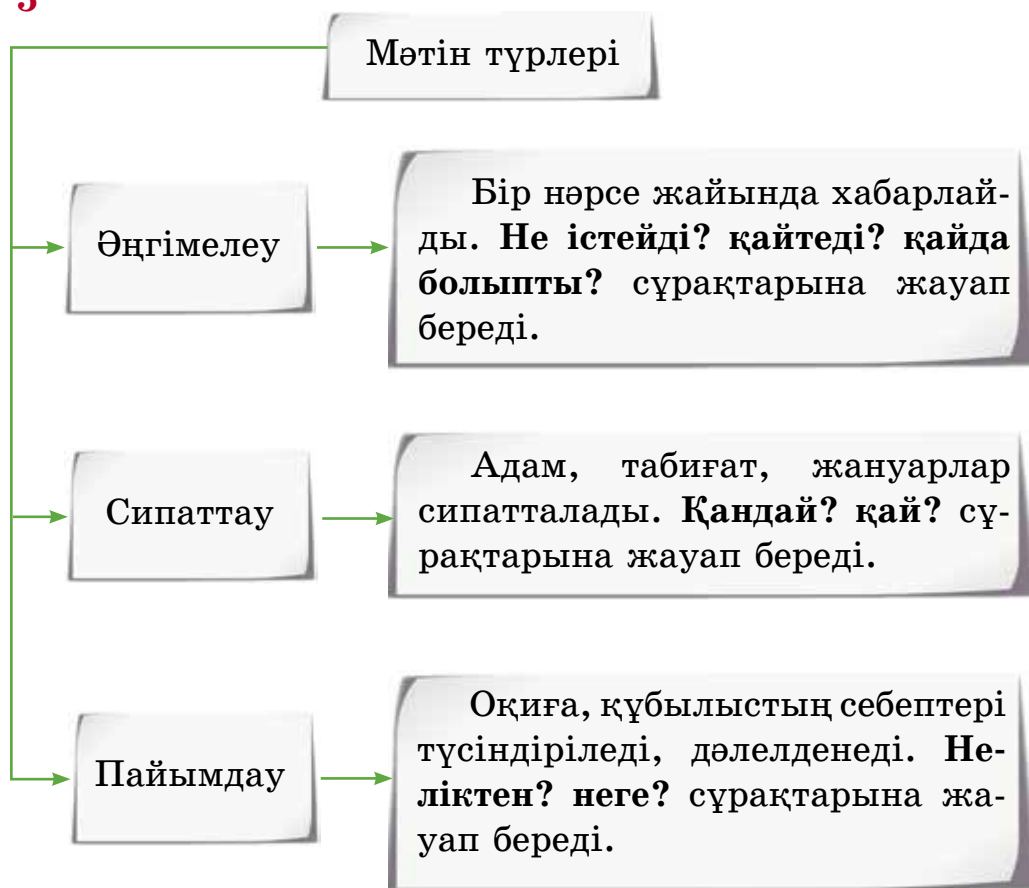 Мәтін түрлері
Әңгімелеу
Бір нәрсе жайында хабарлай-
ды. Не істейді? қайтеді? қайда
болыпты? сұрақтарына жауап
береді.
Сипаттау
Адам, табиғат, жануарлар
сипатталады. Қандай? қай? сұ-
рақтарына жауап береді.
Пайымдау
Оқиға, құбылыстың себептері
түсіндіріледі, дәлелденеді. Не-
ліктен? неге? сұрақтарына жа-
уап береді.